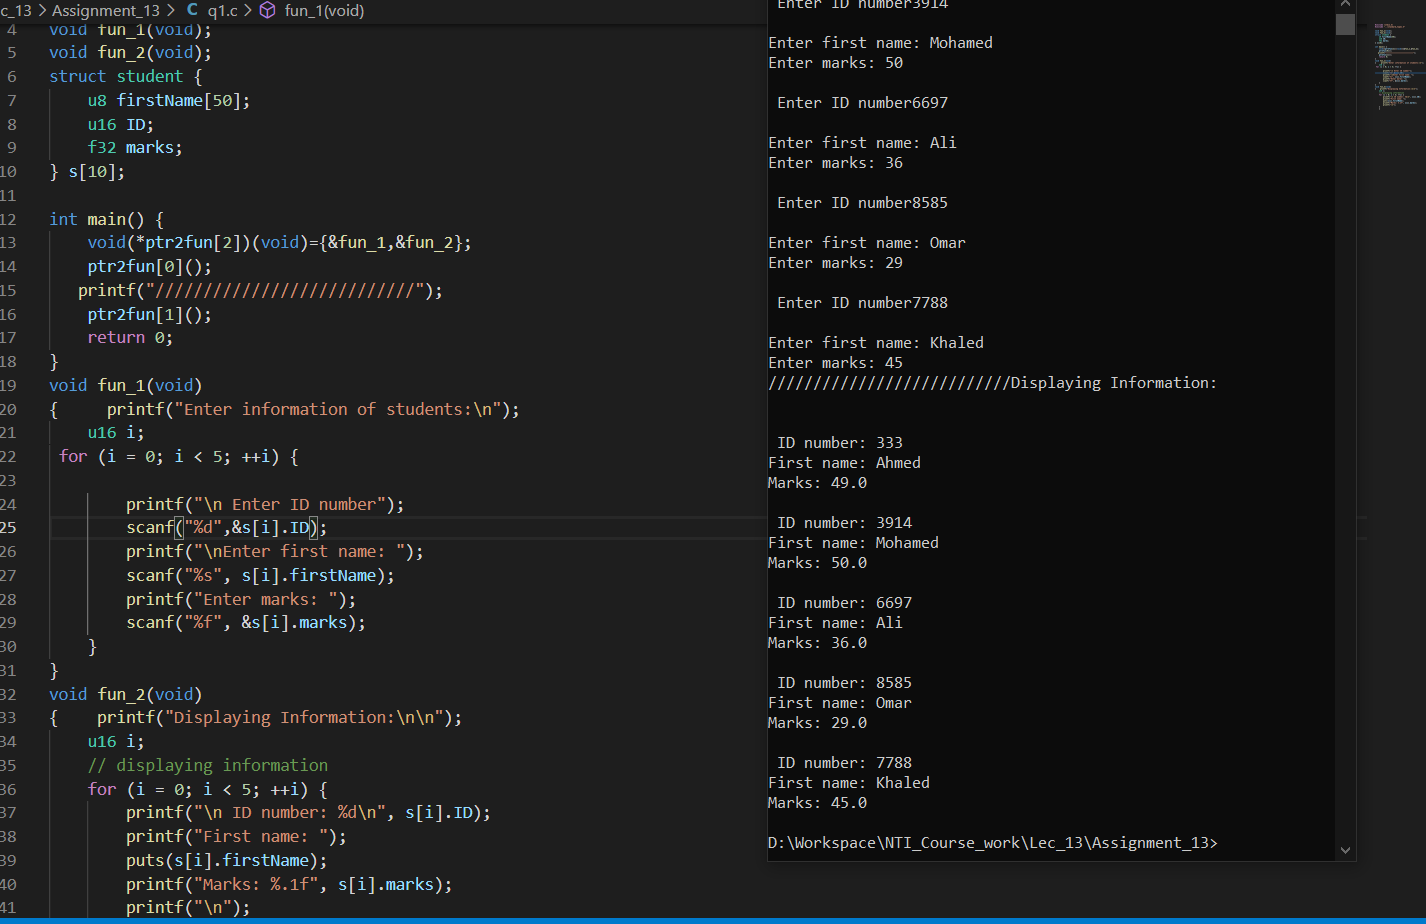 c_13 > Assignment_13 > C q1.c > fun_1(void)
4 void fun_1(void);
5 void fun_2(void);
6 struct student {
7 u8 firstName[50];
8 u16 ID;
9 f32 marks;
10 } s[10];
11
12 int main() {
13 void(*ptr2fun[2])(void)={&fun_1,&fun_2};
14 ptr2fun[0]();
15 printf("///////////////////////////");
16 ptr2fun[1]();
17 return 0;
18 }
19 void fun_1(void)
20 { printf("Enter information of students:\n");
21 u16 i;
22 for (i = 0; i < 5; ++i) {
23
24 printf("\n Enter ID number");
25 scanf("%d",&s[i].ID);
26 printf("\nEnter first name: ");
27 scanf("%s", s[i].firstName);
28 printf("Enter marks: ");
29 scanf("%f", &s[i].marks);
30 }
31 }
32 void fun_2(void)
33 { printf("Displaying Information:\n\n");
34 u16 i;
35 // displaying information
36 for (i = 0; i < 5; ++i) {
37 printf("\n ID number: %d\n", s[i].ID);
38 printf("First name: ");
39 puts(s[i].firstName);
40 printf("Marks: %.1f", s[i].marks);
41 printf("\n");
Enter ID number3914
Enter first name: Mohamed
Enter marks: 50
Enter ID number6697
Enter first name: Ali
Enter marks: 36
Enter ID number8585
Enter first name: Omar
Enter marks: 29
Enter ID number7788
Enter first name: Khaled
Enter marks: 45
///////////////////////////Displaying Information:
ID number: 333
First name: Ahmed
Marks: 49.0
ID number: 3914
First name: Mohamed
Marks: 50.0
ID number: 6697
First name: Ali
Marks: 36.0
ID number: 8585
First name: Omar
Marks: 29.0
ID number: 7788
First name: Khaled
Marks: 45.0
D:\Workspace\NTI_Course_work\Lec_13\Assignment_13>